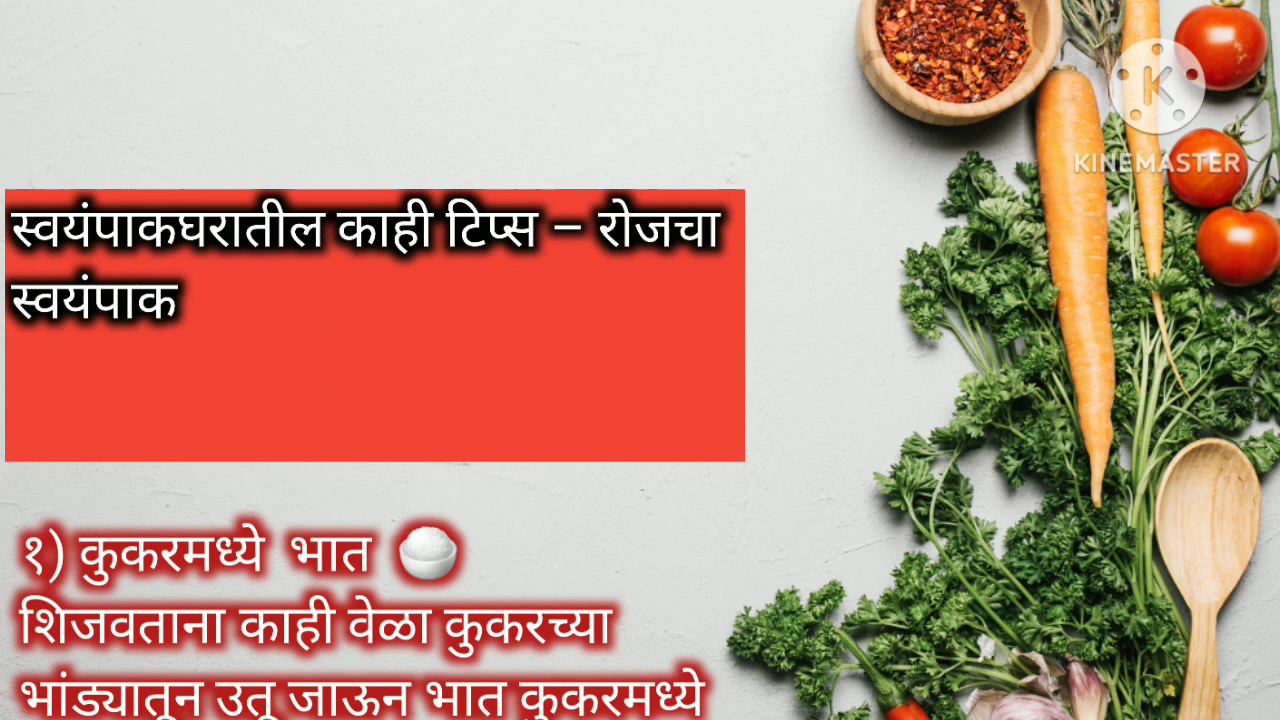 स्वयंपाकघरातील काही टिप्स – रोजचा
स्वयंपाक
१) कुकरमध्ये भात 🍚
शिजवताना काही वेळा कुकरच्या
भांड्यातून उतू जाऊन भात कुकरमध्ये
KINEMASTER